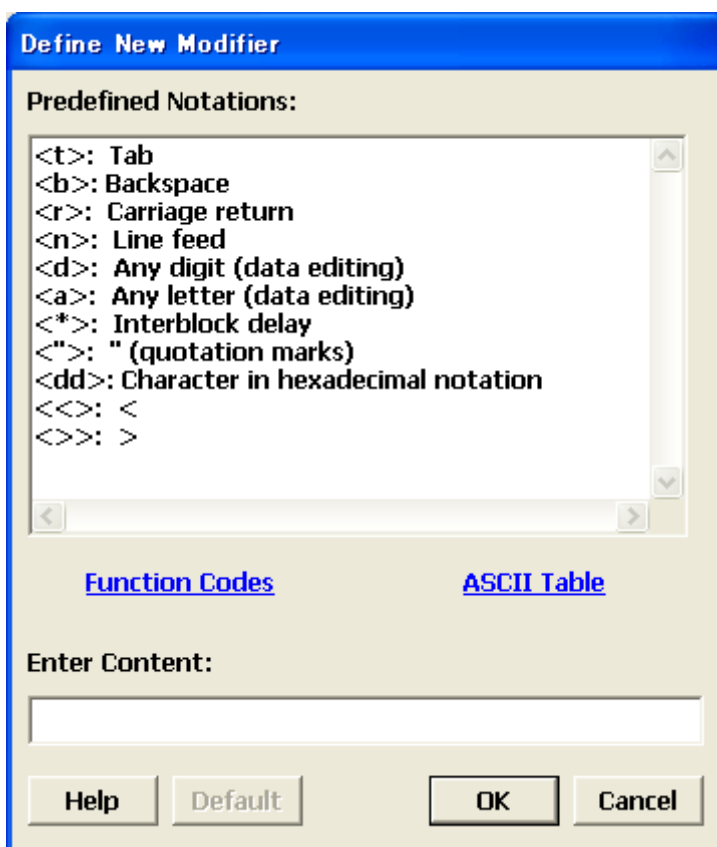 Define New Modifier
Predefined Notations:
<t>: Tab
<b>: Backspace
<r>: Carriage return
<n>: Line feed
<d>: Any digit (data editing)
<a>: Any letter (data editing)
<*>: Interblock delay
<">: " (quotation marks)
<dd>: Character in hexadecimal notation
<<>: <
<>>: >
Function Codes ASCII Table
Enter Content:
Help Default OK Cancel